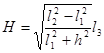 H = √((l₂² − l₁²)/(l₁² + h²)) l₃